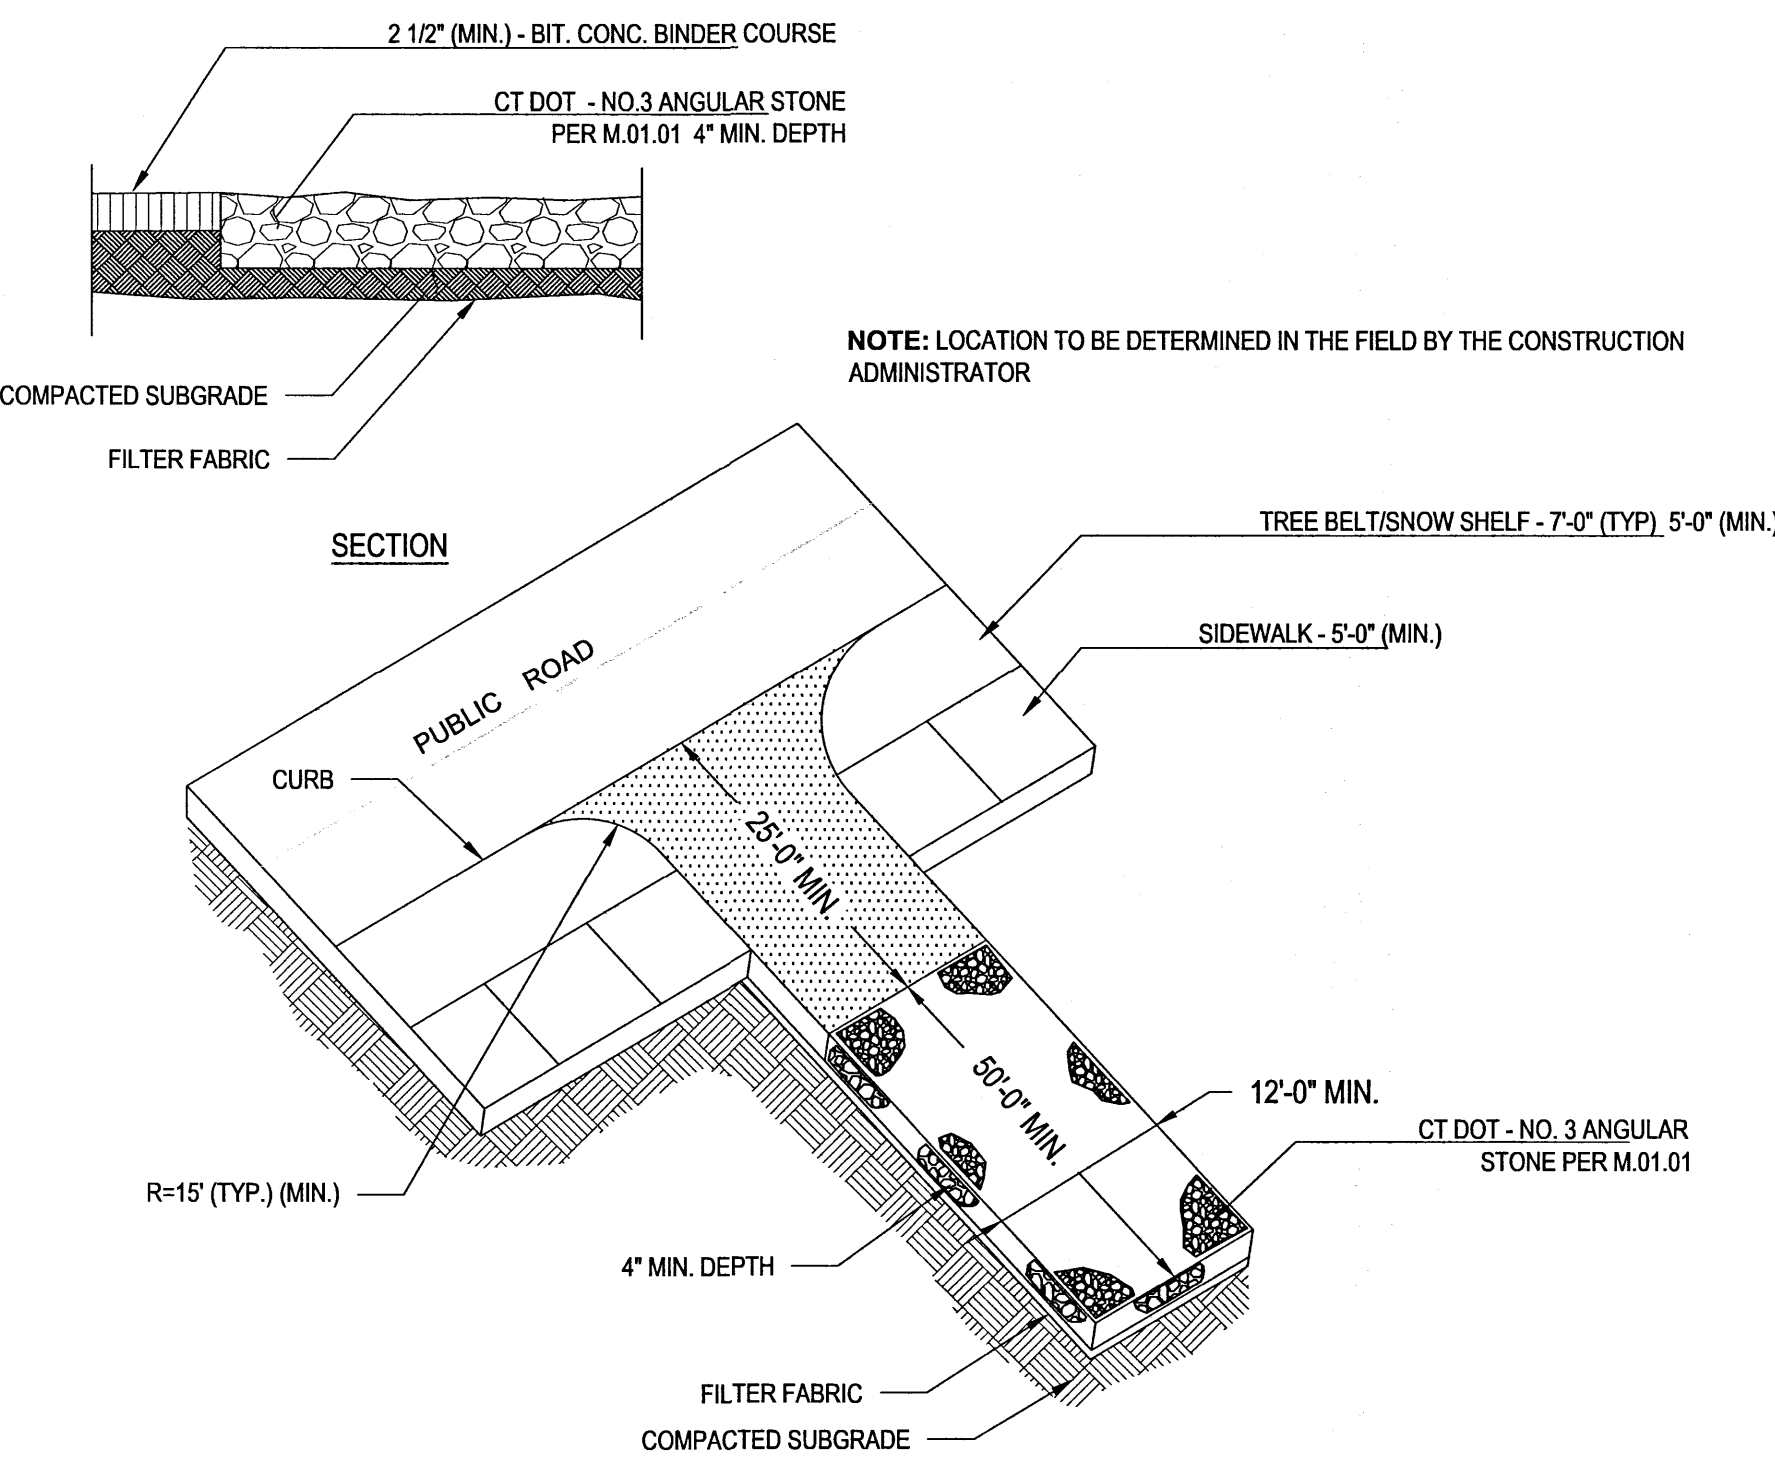 2 1/2" (MIN.) - BIT. CONC. BINDER COURSE
CT DOT - NO.3 ANGULAR STONE
PER M.01.01 4" MIN. DEPTH
NOTE: LOCATION TO BE DETERMINED IN THE FIELD BY THE CONSTRUCTION
ADMINISTRATOR
COMPACTED SUBGRADE
FILTER FABRIC
SECTION
TREE BELT/SNOW SHELF - 7'-0" (TYP) 5'-0" (MIN.)
SIDEWALK - 5'-0" (MIN.)
PUBLIC ROAD
CURB
25'-0" MIN.
50'-0" MIN.
12'-0" MIN.
CT DOT - NO. 3 ANGULAR
STONE PER M.01.01
R=15' (TYP.) (MIN.)
4" MIN. DEPTH
FILTER FABRIC
COMPACTED SUBGRADE